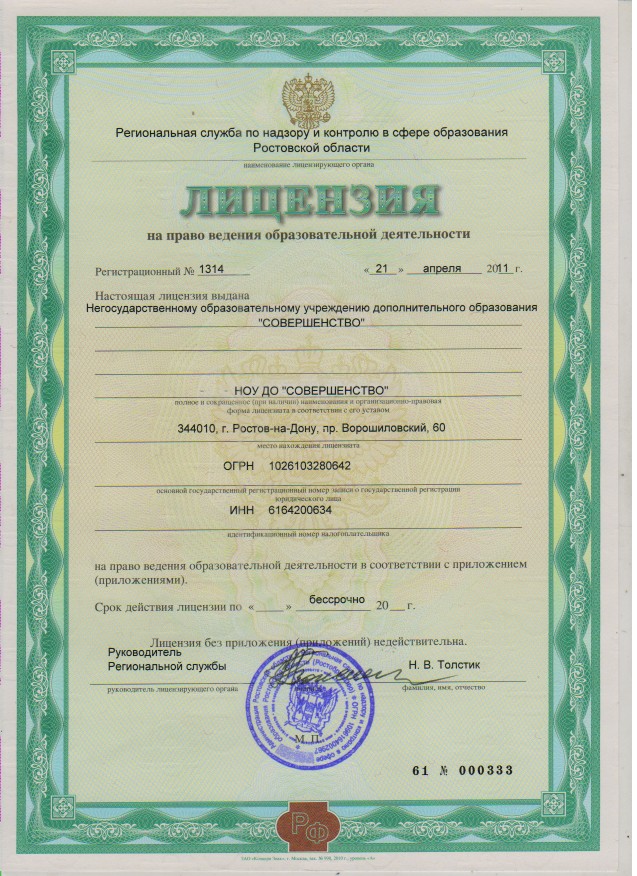 Региональная служба по надзору и контролю в сфере образования
Ростовской области
наименование лицензирующего органа
ЛИЦЕНЗИЯ
на право ведения образовательной деятельности
Регистрационный № 1314 « 21 » апреля 2011 г.
Настоящая лицензия выдана
Негосударственному образовательному учреждению дополнительного образования
"СОВЕРШЕНСТВО"
НОУ ДО "СОВЕРШЕНСТВО"
полное и сокращенное (при наличии) наименования и организационно-правовая
форма лицензиата в соответствии с его уставом
344010, г. Ростов-на-Дону, пр. Ворошиловский, 60
место нахождения лицензиата
ОГРН 1026103280642
основной государственный регистрационный номер записи о государственной регистрации
юридического лица
ИНН 6164200634
идентификационный номер налогоплательщика
на право ведения образовательной деятельности в соответствии с приложением
(приложениями).
Срок действия лицензии по « » бессрочно 20 г.
Лицензия без приложения (приложений) недействительна.
Руководитель
Региональной службы Н. В. Толстик
руководитель лицензирующего органа фамилия, имя, отчество
М. П.
61 № 000333
РФ